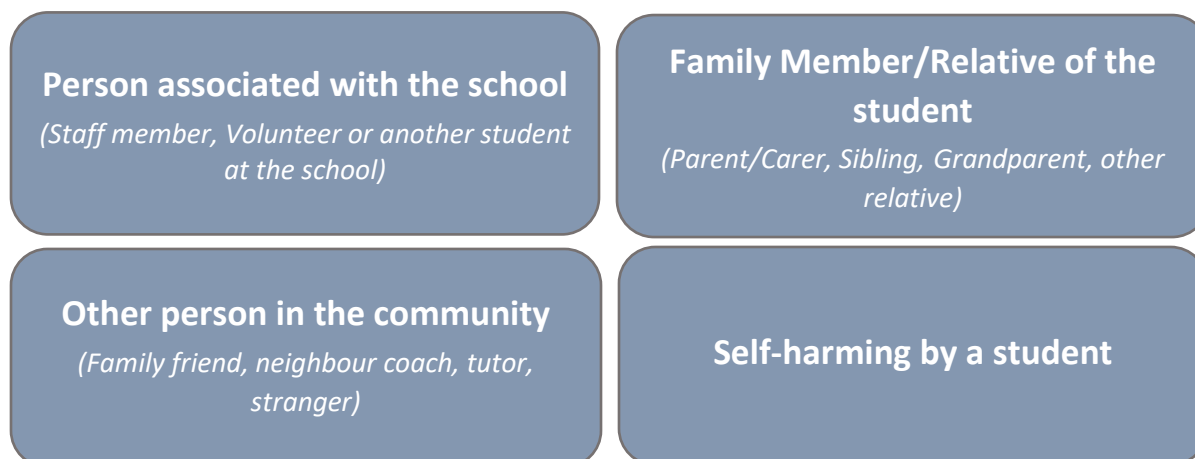 Person associated with the school
(Staff member, Volunteer or another student
at the school)
Family Member/Relative of the
student
(Parent/Carer, Sibling, Grandparent, other
relative)
Other person in the community
(Family friend, neighbour coach, tutor,
stranger)
Self-harming by a student